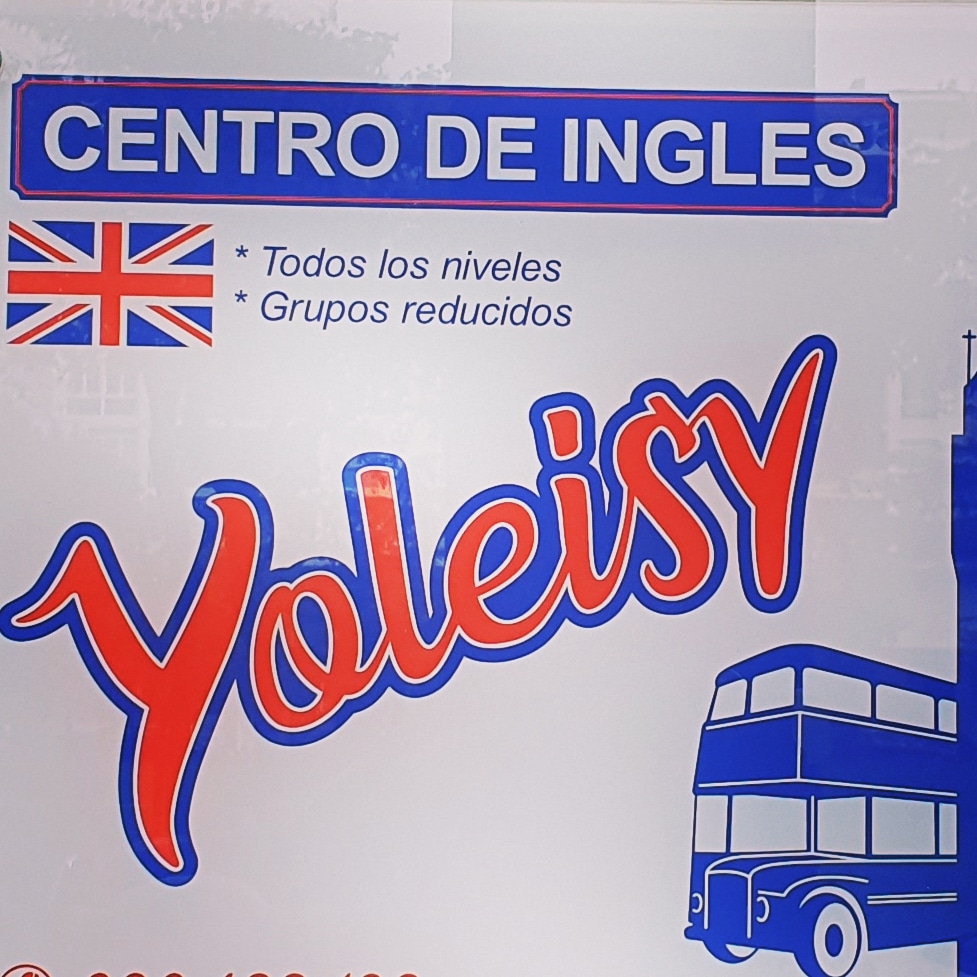 CENTRO DE INGLES
* Todos los niveles
* Grupos reducidos
Yoleisy